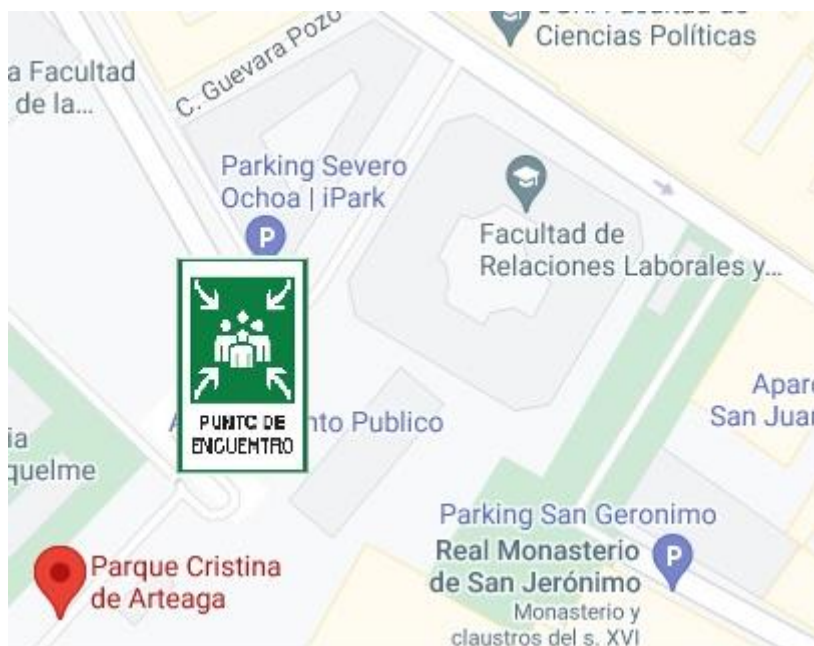 Ciencias Políticas
a Facultad
de la...
C. Guevara Pozo
Parking Severo
Ochoa | iPark
P
Facultad de
Relaciones Laborales y...
PUNTO DE
ENCUENTRO
nto Publico
Apar
San Juan
ia
quelme
Parking San Geronimo
P
Real Monasterio
de San Jerónimo
Monasterio y
claustros del s. XVI
Parque Cristina
de Arteaga